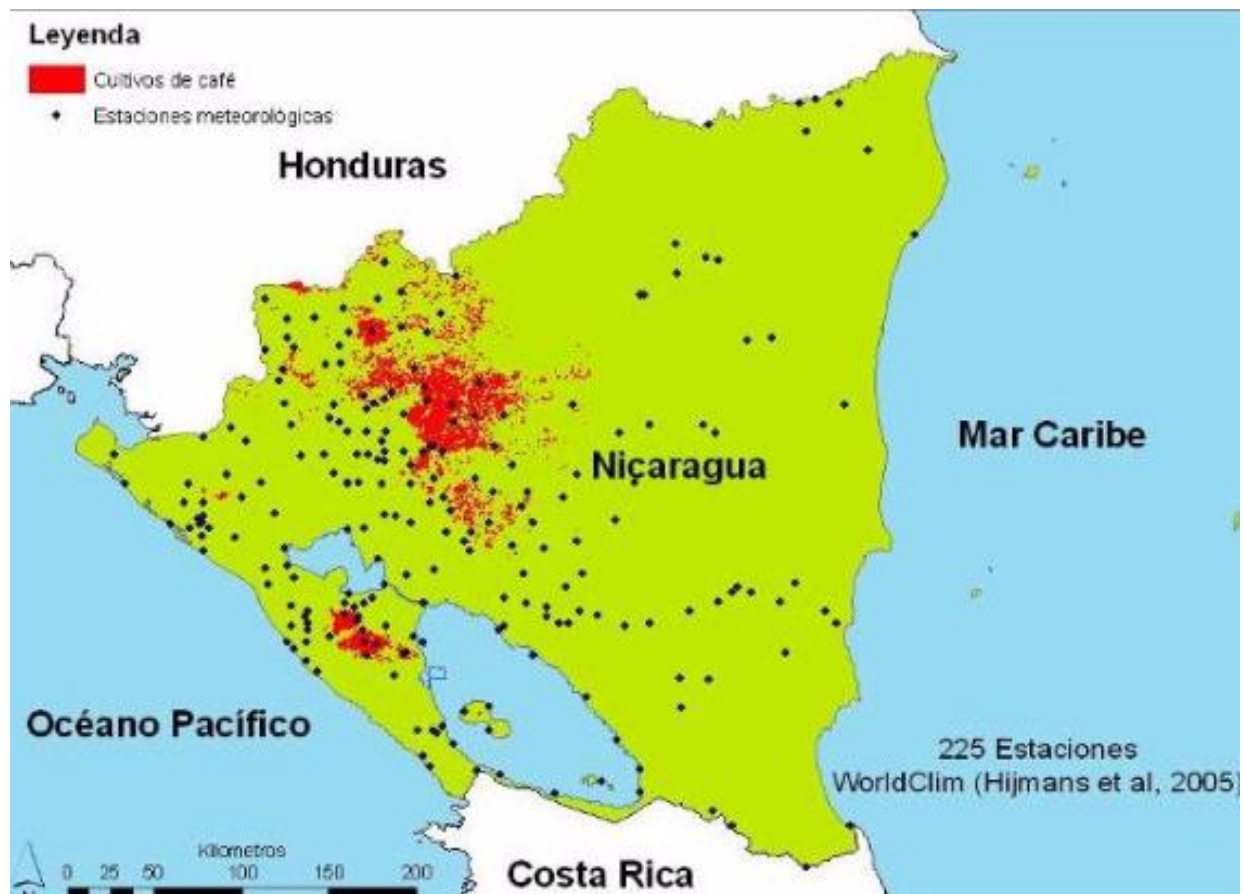 Leyenda
Cultivos de café
Estaciones meteorológicas
Honduras
Mar Caribe
Niçaragua
Océano Pacífico
225 Estaciones
WorldClim (Hijmans et al, 2005)
Kilometros
0 25 50 100 150 200
Costa Rica